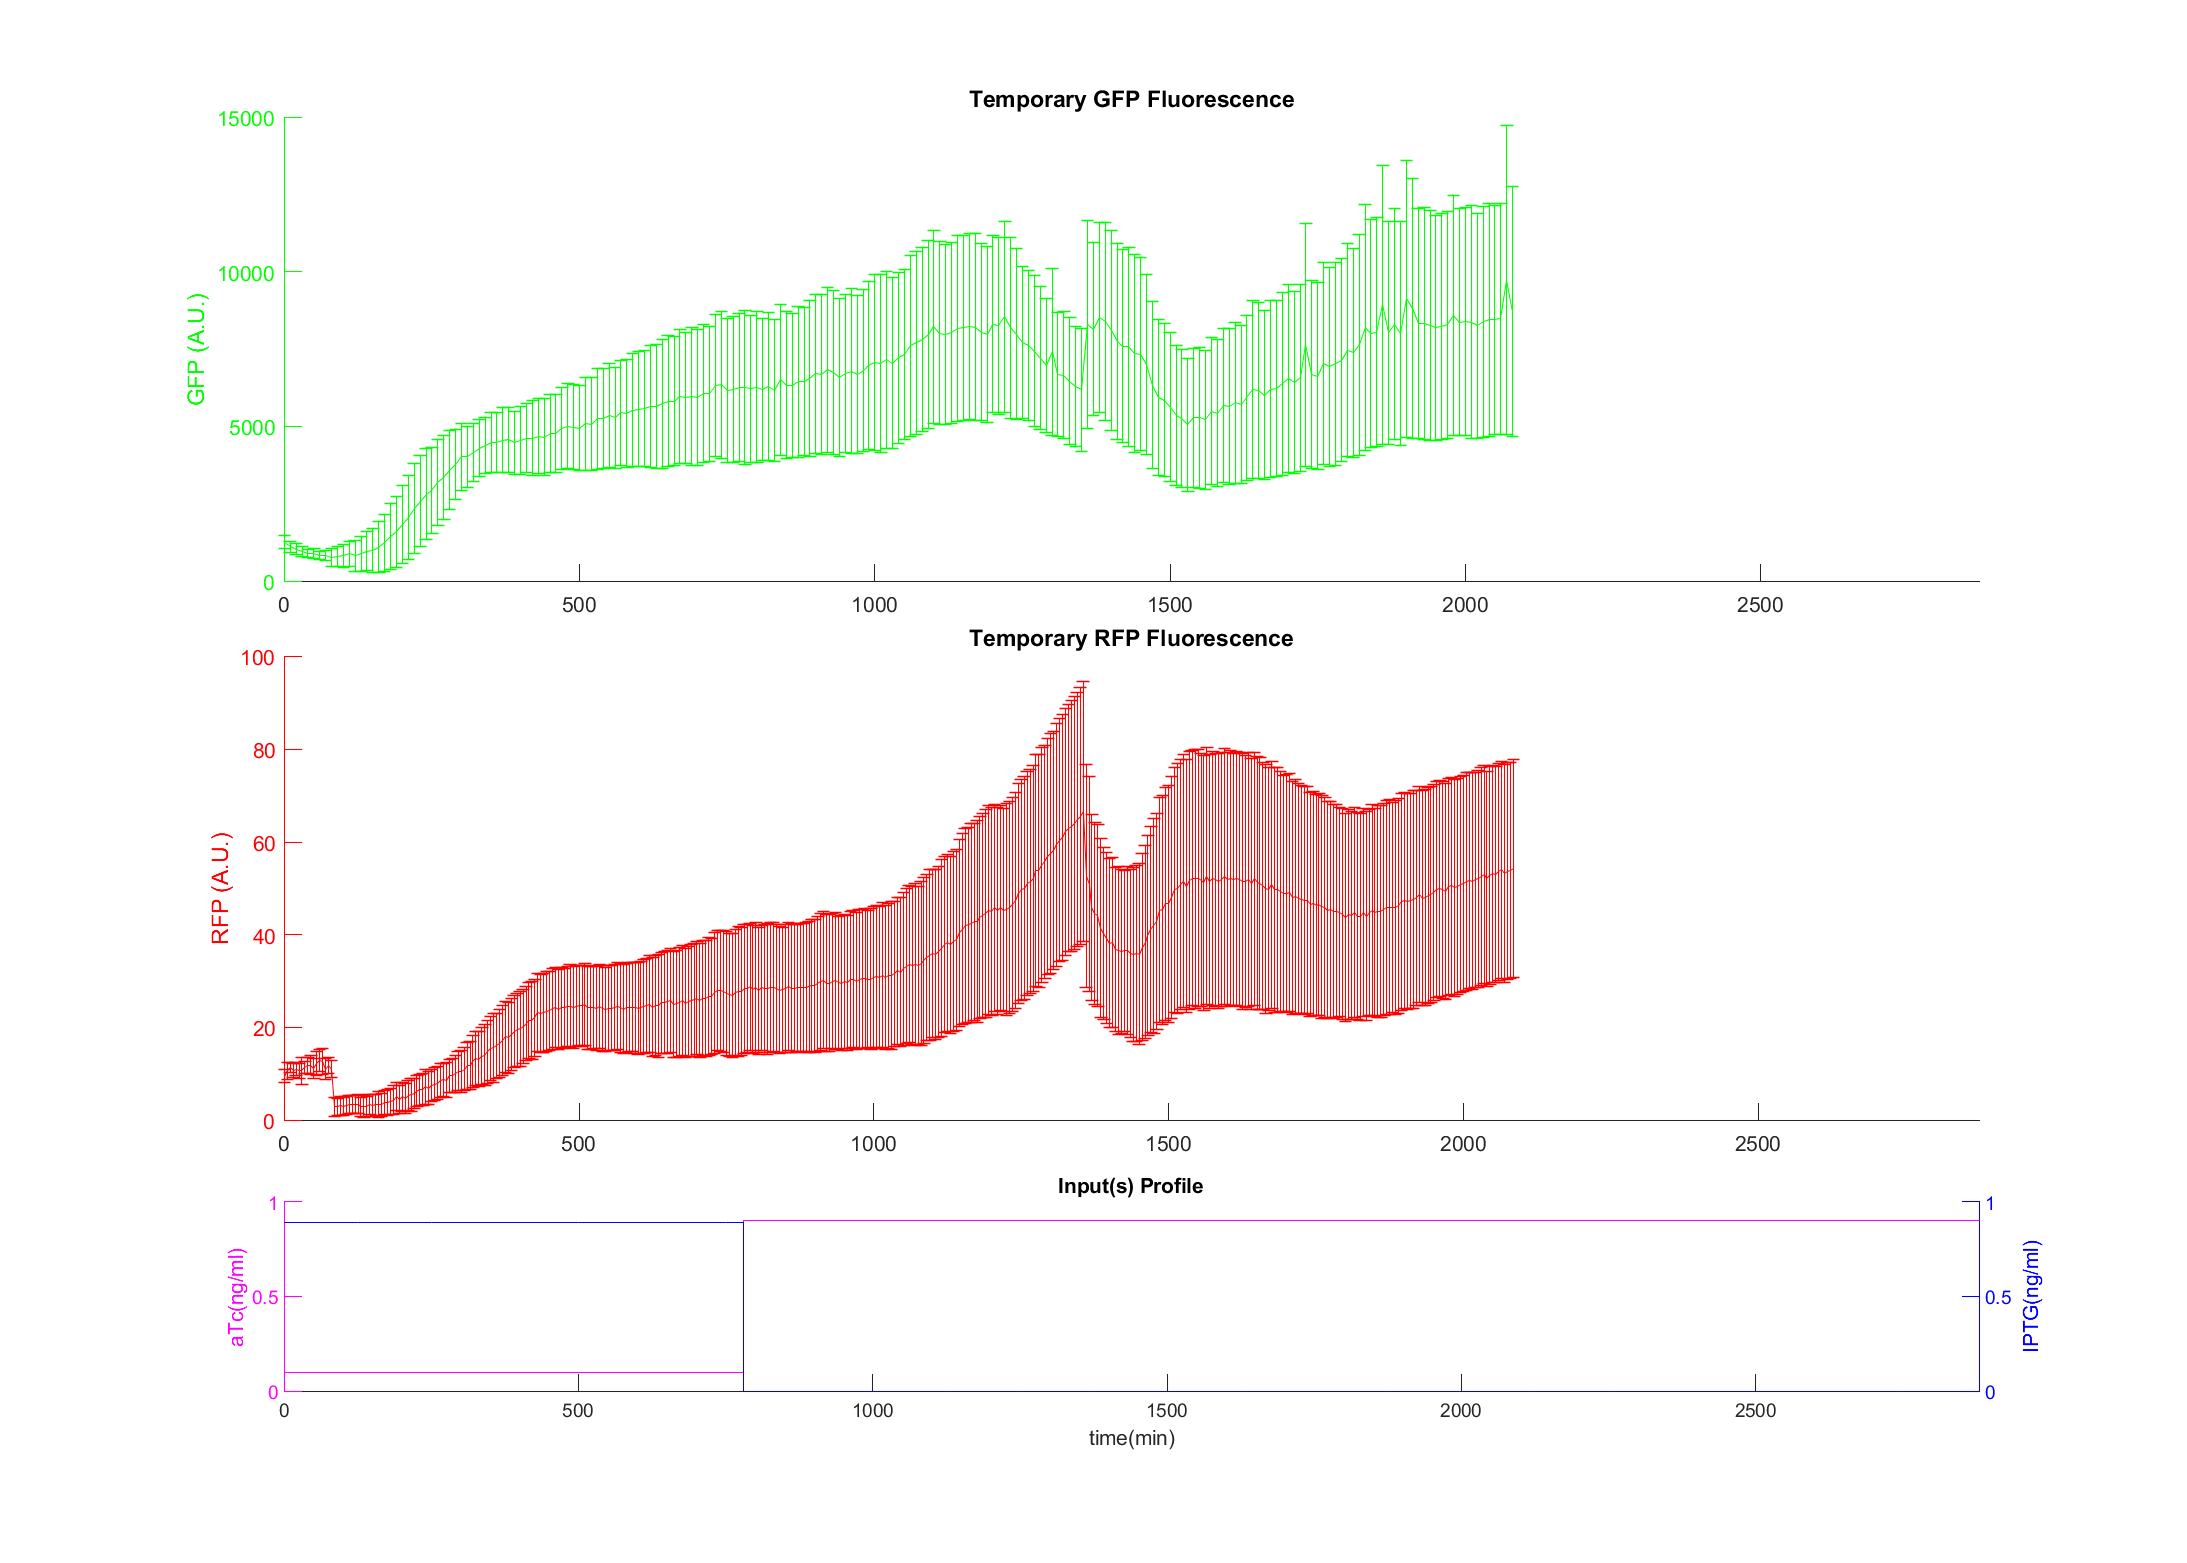 Temporary GFP Fluorescence
15000
10000
5000
0
GFP (A.U.)
0 500 1000 1500 2000 2500
Temporary RFP Fluorescence
100
80
60
40
20
0
RFP (A.U.)
0 500 1000 1500 2000 2500
Input(s) Profile
1
0.5
0
aTc(ng/ml)
1
0.5
0
IPTG(ng/ml)
0 500 1000 1500 2000 2500
time(min)